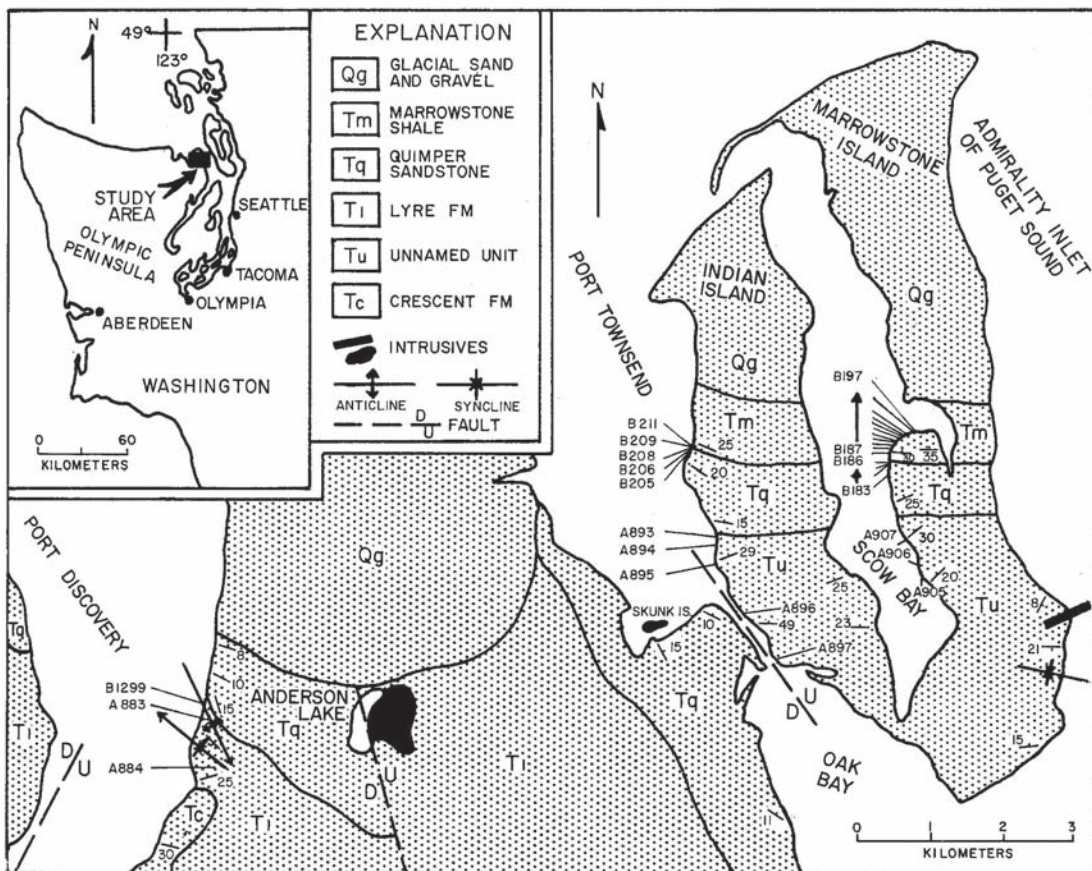 N
49°
123°
STUDY
AREA
OLYMPIC
PENINSULA
SEATTLE
TACOMA
OLYMPIA
ABERDEEN
WASHINGTON
0 60
KILOMETERS
EXPLANATION
Qg GLACIAL SAND
AND GRAVEL
Tm MARROWSTONE
SHALE
Tq QUIMPER
SANDSTONE
Tl LYRE FM
Tu UNNAMED UNIT
Tc CRESCENT FM
INTRUSIVES
ANTICLINE SYNCLINE
D
U FAULT
N
MARROWSTONE
ISLAND
ADMIRALITY INLET
OF PUGET SOUND
PORT TOWNSEND
INDIAN
ISLAND
Qg
Qg
B197
B211
B209
B208
B206
B205
25
20
Tm
Tm
B187
B186
B183
35
Tq
Tq
25
15
A893
A894
A895
29
Tu
A907
A906
A905
30
20
SCOW
BAY
Tu
25
23
A896
49
A897
8
21
15
SKUNK IS.
10
15
Tq
D U
OAK
BAY
11
0 1 2 3
KILOMETERS
PORT DISCOVERY
Qg
Tq
Tl
D
U
B1299
A883
A884
8
10
15
25
ANDERSON
LAKE
Tq
U
D
Tl
Tl
Tc
30